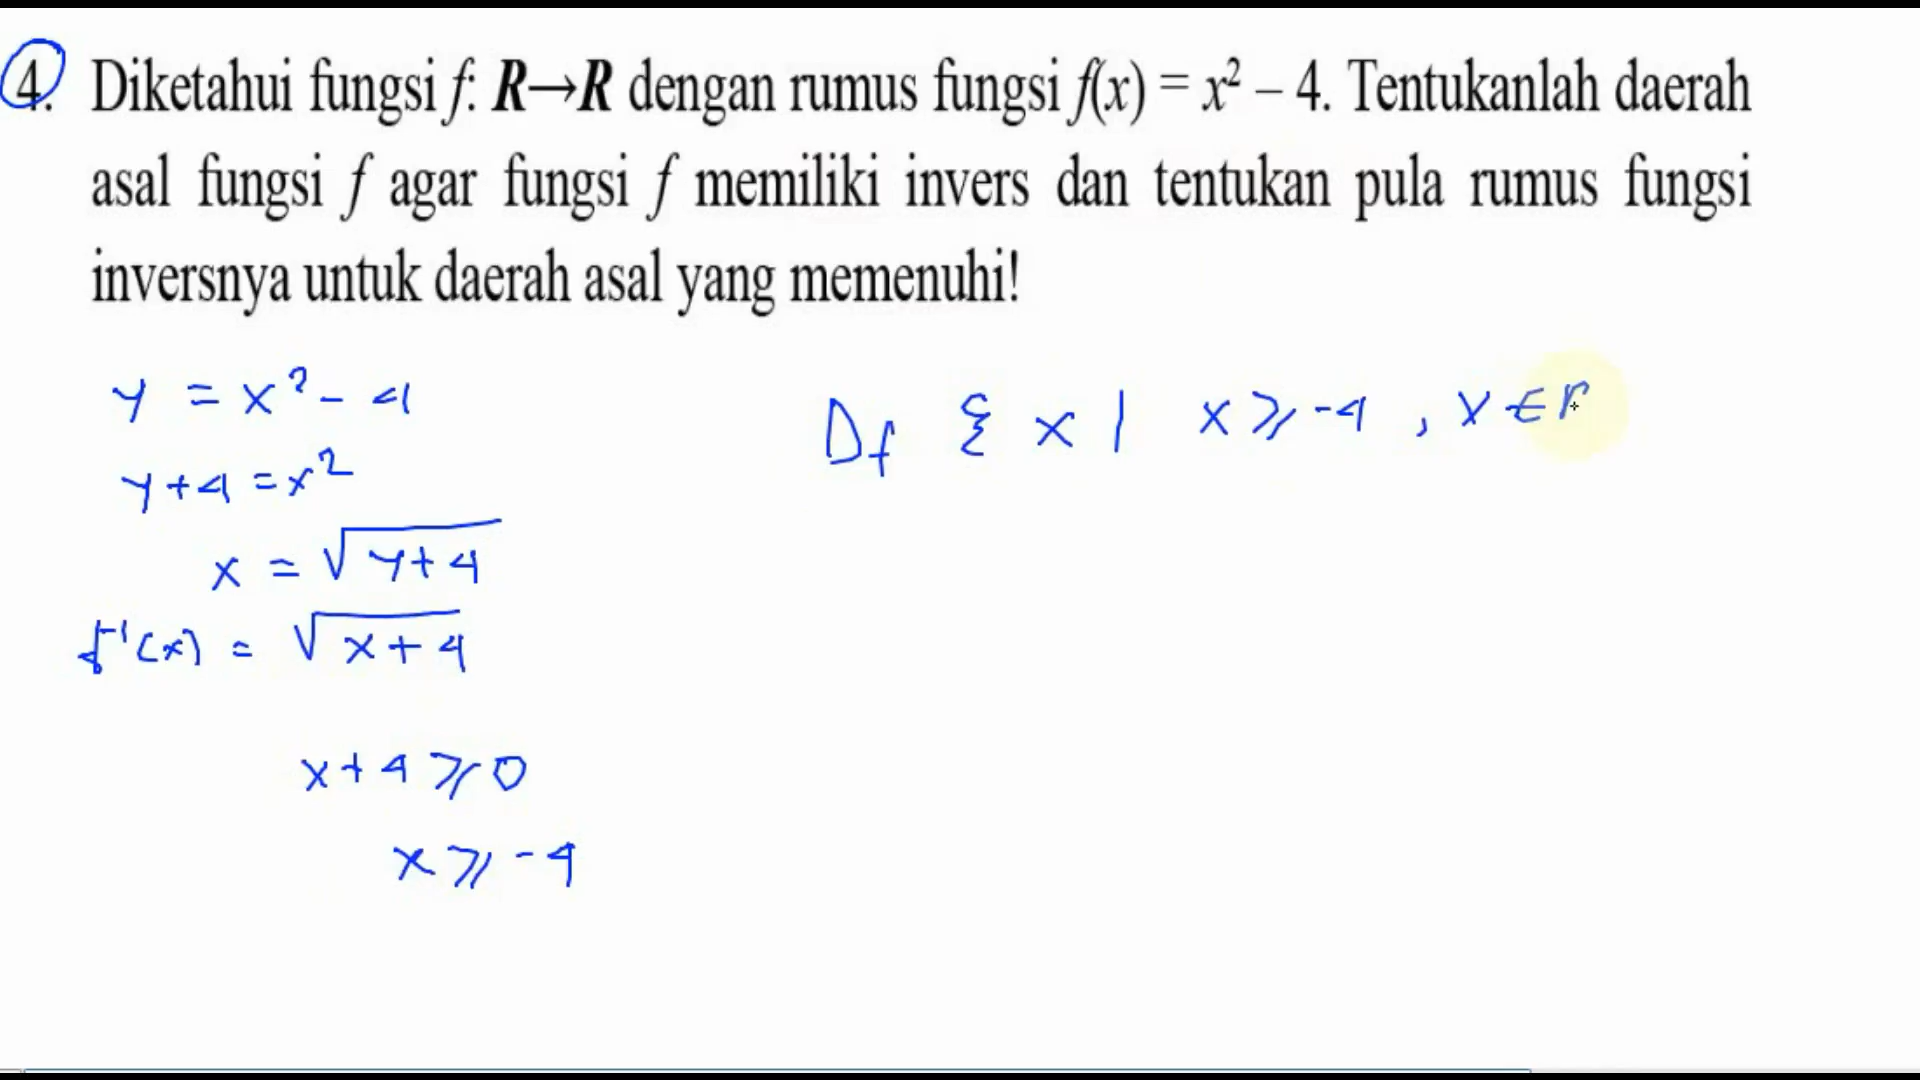 4. Diketahui fungsi f: R→R dengan rumus fungsi f(x) = x² – 4. Tentukanlah daerah
asal fungsi f agar fungsi f memiliki invers dan tentukan pula rumus fungsi
inversnya untuk daerah asal yang memenuhi!
y = x² - 4
y+4 = x²
x = √(y+4)
f⁻¹(x) = √(x+4)
x+4 ≥ 0
x ≥ -4
Df { x | x ≥ -4 , x ∈ R